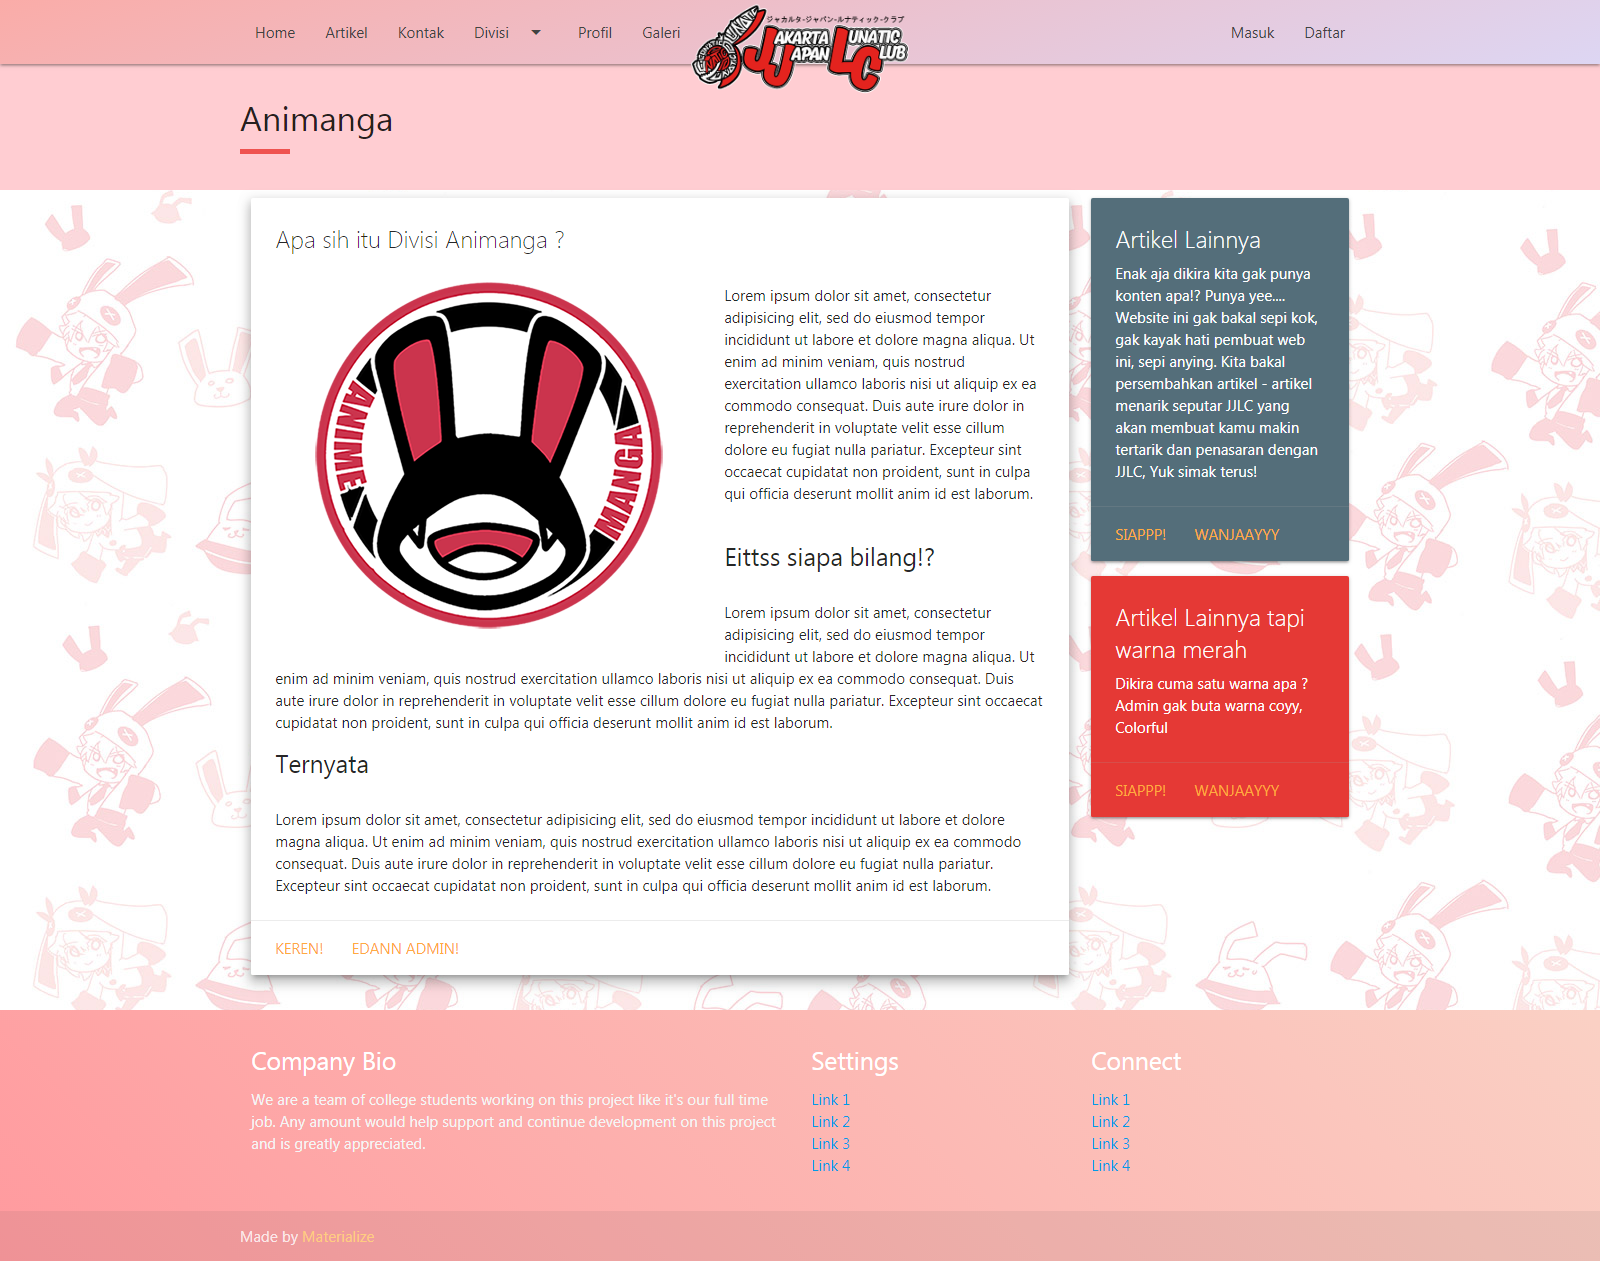 Home Artikel Kontak Divisi Profil Galeri
ジャカルタ-ジャパン-ルナティック-クラブ
JAKARTA LUNATIC
JAPAN CLUB
Masuk Daftar
Animanga
Apa sih itu Divisi Animanga ?
ANIME
MANGA
Lorem ipsum dolor sit amet, consectetur
adipisicing elit, sed do eiusmod tempor
incididunt ut labore et dolore magna aliqua. Ut
enim ad minim veniam, quis nostrud
exercitation ullamco laboris nisi ut aliquip ex ea
commodo consequat. Duis aute irure dolor in
reprehenderit in voluptate velit esse cillum
dolore eu fugiat nulla pariatur. Excepteur sint
occaecat cupidatat non proident, sunt in culpa
qui officia deserunt mollit anim id est laborum.
Eittss siapa bilang!?
Lorem ipsum dolor sit amet, consectetur
adipisicing elit, sed do eiusmod tempor
incididunt ut labore et dolore magna aliqua. Ut
enim ad minim veniam, quis nostrud exercitation ullamco laboris nisi ut aliquip ex ea commodo consequat. Duis
aute irure dolor in reprehenderit in voluptate velit esse cillum dolore eu fugiat nulla pariatur. Excepteur sint occaecat
cupidatat non proident, sunt in culpa qui officia deserunt mollit anim id est laborum.
Ternyata
Lorem ipsum dolor sit amet, consectetur adipisicing elit, sed do eiusmod tempor incididunt ut labore et dolore
magna aliqua. Ut enim ad minim veniam, quis nostrud exercitation ullamco laboris nisi ut aliquip ex ea commodo
consequat. Duis aute irure dolor in reprehenderit in voluptate velit esse cillum dolore eu fugiat nulla pariatur.
Excepteur sint occaecat cupidatat non proident, sunt in culpa qui officia deserunt mollit anim id est laborum.
KEREN! EDANN ADMIN!
Artikel Lainnya
Enak aja dikira kita gak punya
konten apa!? Punya yee....
Website ini gak bakal sepi kok,
gak kayak hati pembuat web
ini, sepi anying. Kita bakal
persembahkan artikel - artikel
menarik seputar JJLC yang
akan membuat kamu makin
tertarik dan penasaran dengan
JJLC, Yuk simak terus!
SIAPPP! WANJAAYYY
Artikel Lainnya tapi
warna merah
Dikira cuma satu warna apa ?
Admin gak buta warna coyy,
Colorful
SIAPPP! WANJAAYYY
Company Bio
We are a team of college students working on this project like it's our full time
job. Any amount would help support and continue development on this project
and is greatly appreciated.
Settings
Link 1
Link 2
Link 3
Link 4
Connect
Link 1
Link 2
Link 3
Link 4
Made by Materialize